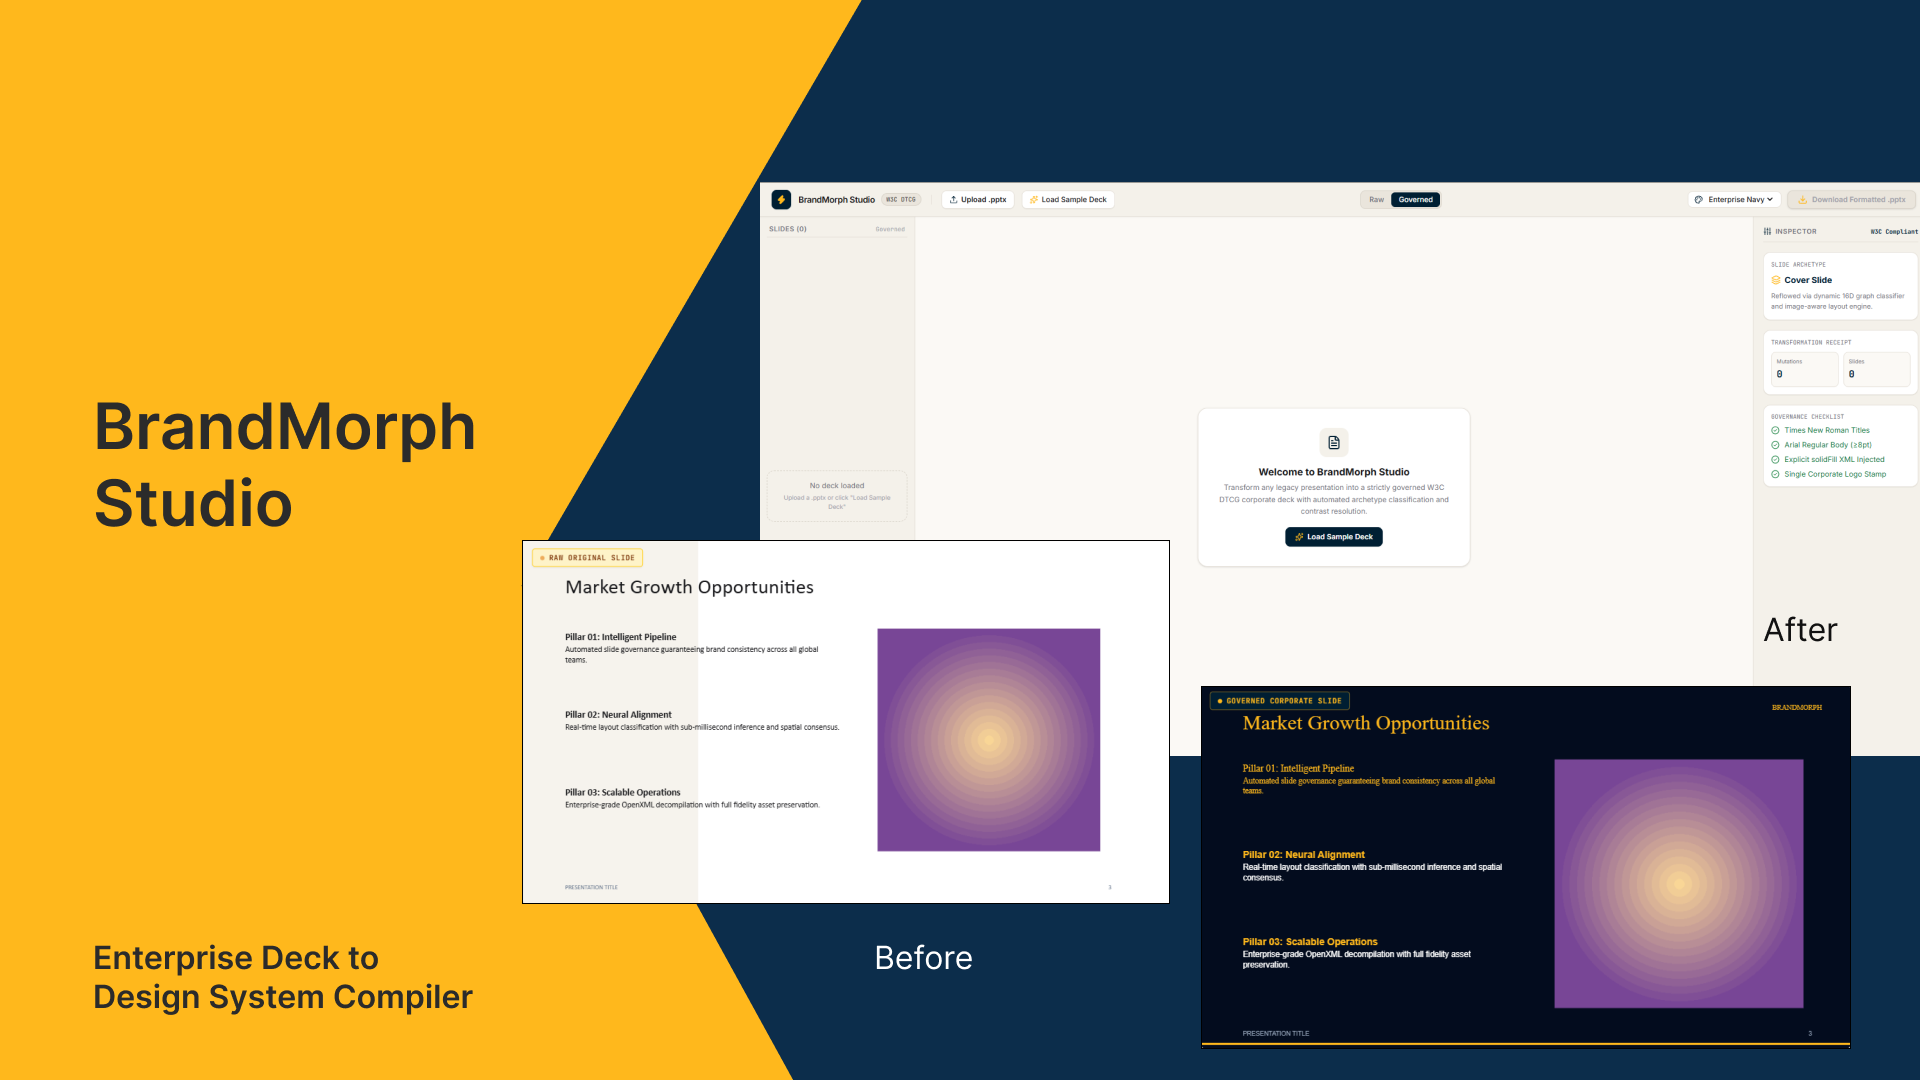 BrandMorph
Studio
Enterprise Deck to
Design System Compiler
BrandMorph Studio
W3C DTCG
Upload .pptx
Load Sample Deck
Raw
Governed
Enterprise Navy
Download Formatted .pptx
SLIDES (0)
Governed
No deck loaded
Upload a .pptx or click "Load Sample
Deck"
Welcome to BrandMorph Studio
Transform any legacy presentation into a strictly governed W3C
DTCG corporate deck with automated archetype classification and
contrast resolution.
Load Sample Deck
INSPECTOR
W3C Compliant
SLIDE ARCHETYPE
Cover Slide
Reflowed via dynamic 16D graph classifier
and image-aware layout engine.
TRANSFORMATION RECEIPT
Mutations
0
Slides
0
GOVERNANCE CHECKLIST
Times New Roman Titles
Arial Regular Body (≥8pt)
Explicit solidFill XML Injected
Single Corporate Logo Stamp
RAW ORIGINAL SLIDE
Market Growth Opportunities
Pillar 01: Intelligent Pipeline
Automated slide governance guaranteeing brand consistency across all global
teams.
Pillar 02: Neural Alignment
Real-time layout classification with sub-millisecond inference and spatial consensus.
Pillar 03: Scalable Operations
Enterprise-grade OpenXML decompilation with full fidelity asset preservation.
PRESENTATION TITLE
3
Before
After
GOVERNED CORPORATE SLIDE
BRANDMORPH
Market Growth Opportunities
Pillar 01: Intelligent Pipeline
Automated slide governance guaranteeing brand consistency across all global
teams.
Pillar 02: Neural Alignment
Real-time layout classification with sub-millisecond inference and spatial
consensus.
Pillar 03: Scalable Operations
Enterprise-grade OpenXML decompilation with full fidelity asset
preservation.
PRESENTATION TITLE
3